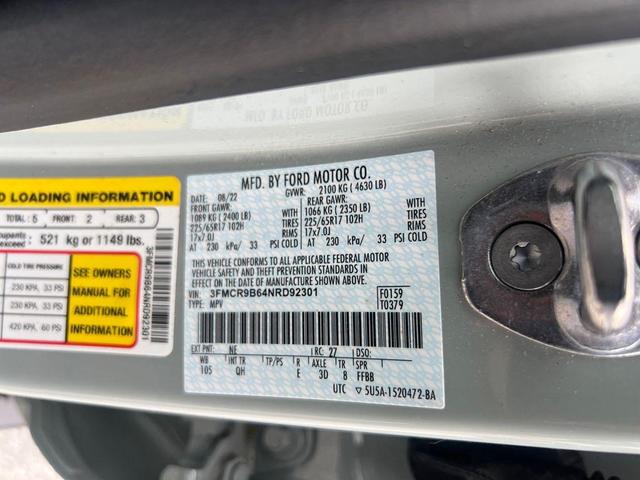 D LOADING INFORMATION
TOTAL: 5 FRONT: 2 REAR: 3
exceed: 521 kg or 1149 lbs.
COLD TIRE PRESSURE
230 KPA, 33 PSI
230 KPA, 33 PSI
420 KPA, 60 PSI
SEE OWNERS
MANUAL FOR
ADDITIONAL
INFORMATION
3FMCR9B64NRD92301
MFD. BY FORD MOTOR CO.
08/22 GVWR: 2100 KG ( 4630 LB)
FRONT GAWR: REAR GAWR:
1089 KG ( 2400 LB) WITH 1066 KG ( 2350 LB) WITH
225/65R17 102H TIRES 225/65R17 102H TIRES
17x7.0J RIMS 17x7.0J RIMS
AT 230 kPa/ 33 PSI COLD AT 230 kPa/ 33 PSI COLD
THIS VEHICLE CONFORMS TO ALL APPLICABLE FEDERAL MOTOR
VEHICLE SAFETY AND THEFT PREVENTION STANDARDS IN
EFFECT ON THE DATE OF MANUFACTURE SHOWN ABOVE.
VIN: 3FMCR9B64NRD92301 F0159
TYPE: MPV T0379
EXT PNT: NE RC: 27 DSO:
WB INT TR TP/PS R AXLE TR SPR
105 QH E 3D 8 FFBB
UTC ▽ 5U5A-1520472-BA